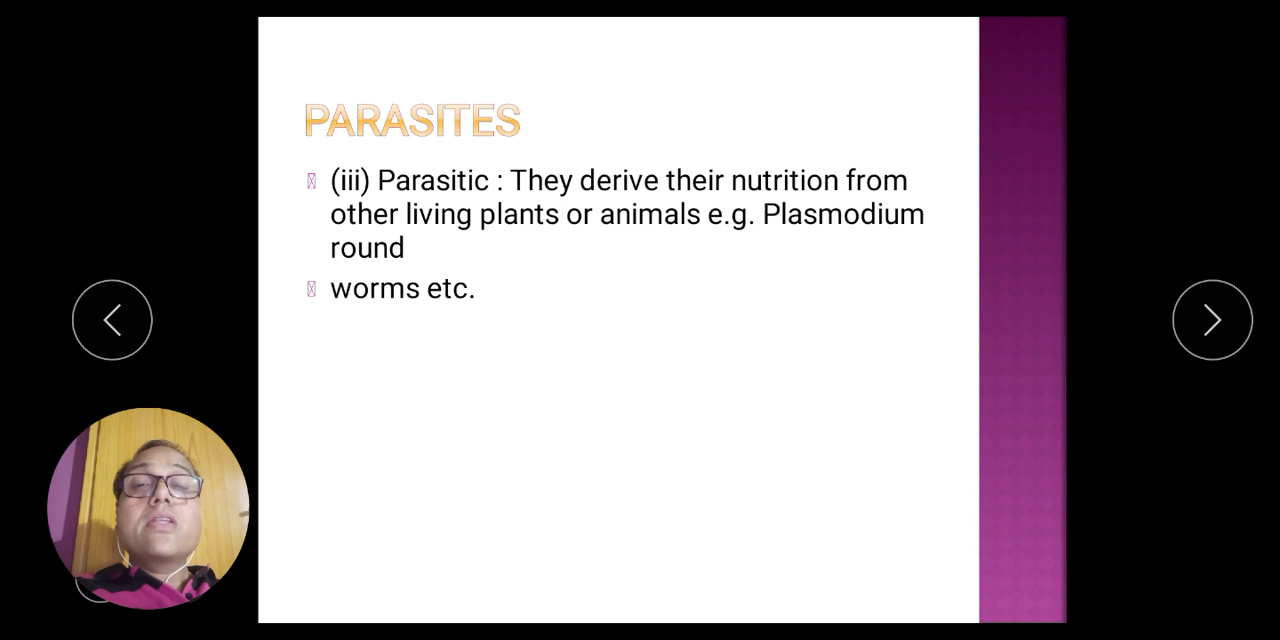 PARASITES
(iii) Parasitic : They derive their nutrition from
other living plants or animals e.g. Plasmodium
round
worms etc.